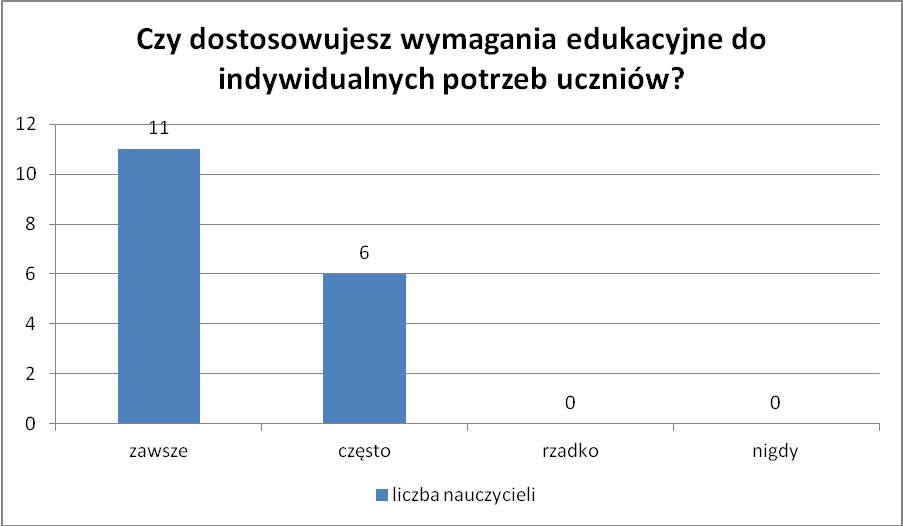 Czy dostosowujesz wymagania edukacyjne do
indywidualnych potrzeb uczniów?
12
10
8
6
4
2
0
11
6
0
0
zawsze
często
rzadko
nigdy
liczba nauczycieli